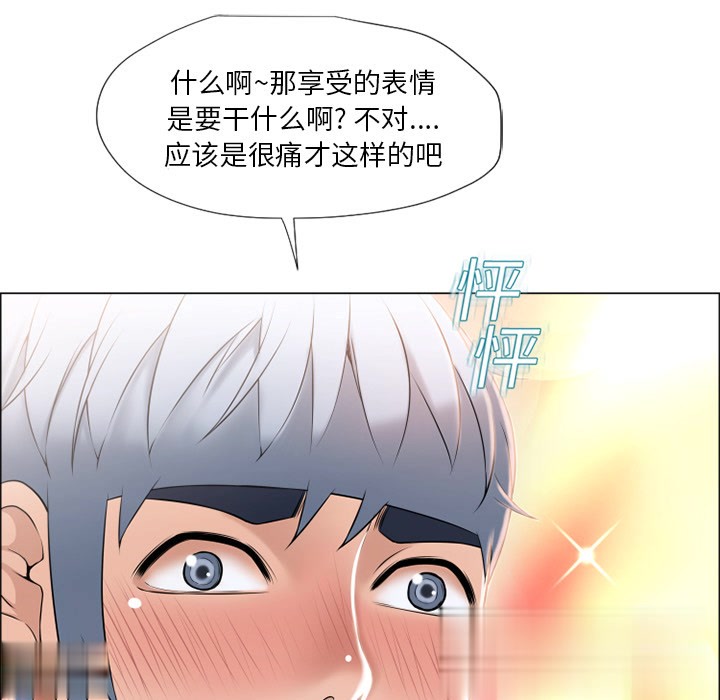 什么啊~那享受的表情
是要干什么啊? 不对....
应该是很痛才这样的吧
怦
怦